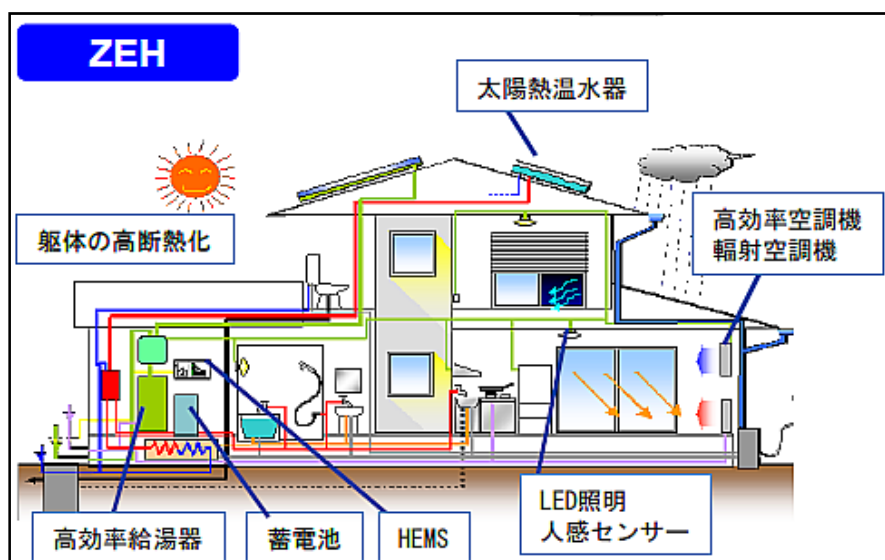 ZEH
太陽熱温水器
躯体の高断熱化
高効率空調機
輻射空調機
LED照明
人感センサー
高効率給湯器
蓄電池
HEMS